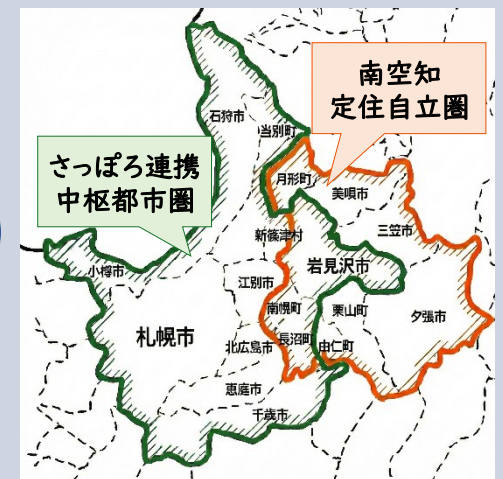 南空知
定住自立圏
さっぽろ連携
中枢都市圏
石狩市
当別町
月形町
美唄市
三笠市
新篠津村
岩見沢市
小樽市
江別市
南幌町
栗山町
夕張市
札幌市
北広島市
長沼町
由仁町
恵庭市
千歳市